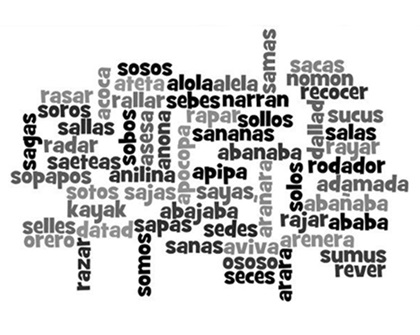 sosos
samas
sacas
ateta
alola
alela
nomon
rasar
acoca
rallar
sebes
narran
recocer
soros
rapar
sollos
dallad
sucus
sagas
sallas
sobos
asesa
anona
sananas
salas
radar
apocopa
abanaba
rayar
saeteas
rodador
sopapos
anilina
apipa
solos
adamada
sotos
sajas
sayas,
arañara
abañaba
kayak
abajaba
rajar
ababa
selles
datad
sapas
sedes
orero
sanas
aviva
arenera
razar
somos
ososo
sumus
seces
arara
rever